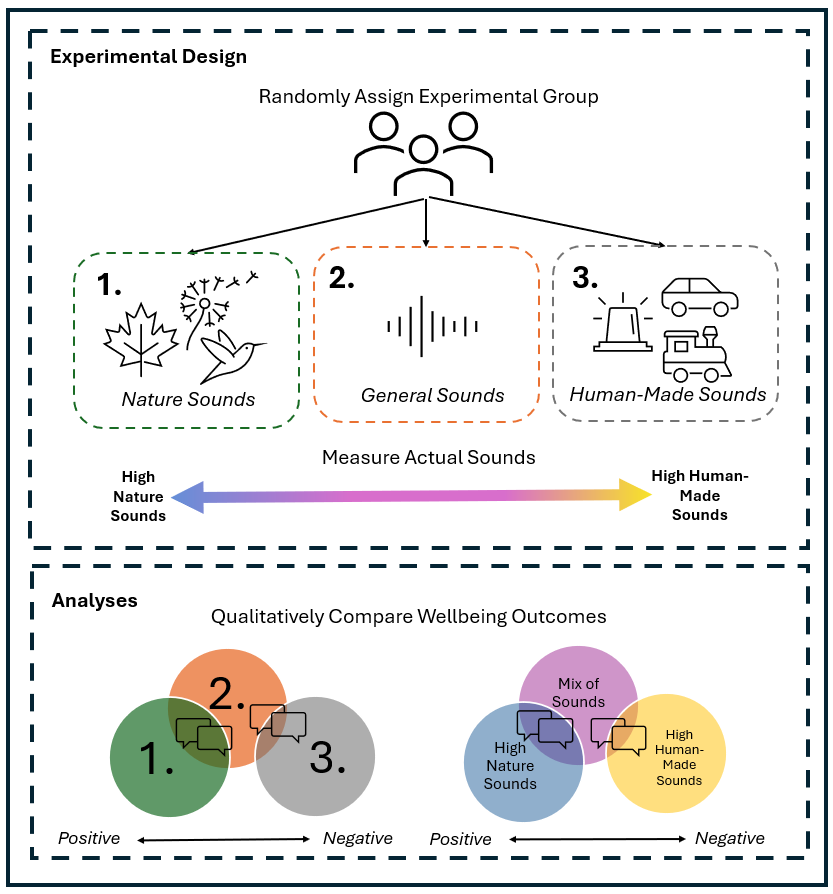 Experimental Design
Randomly Assign Experimental Group
1.
Nature Sounds
2.
General Sounds
3.
Human-Made Sounds
Measure Actual Sounds
High
Nature
Sounds
High Human-
Made
Sounds
Analyses
Qualitatively Compare Wellbeing Outcomes
1.
2.
3.
Positive
Negative
High
Nature
Sounds
Mix of
Sounds
High
Human-
Made
Sounds
Positive
Negative